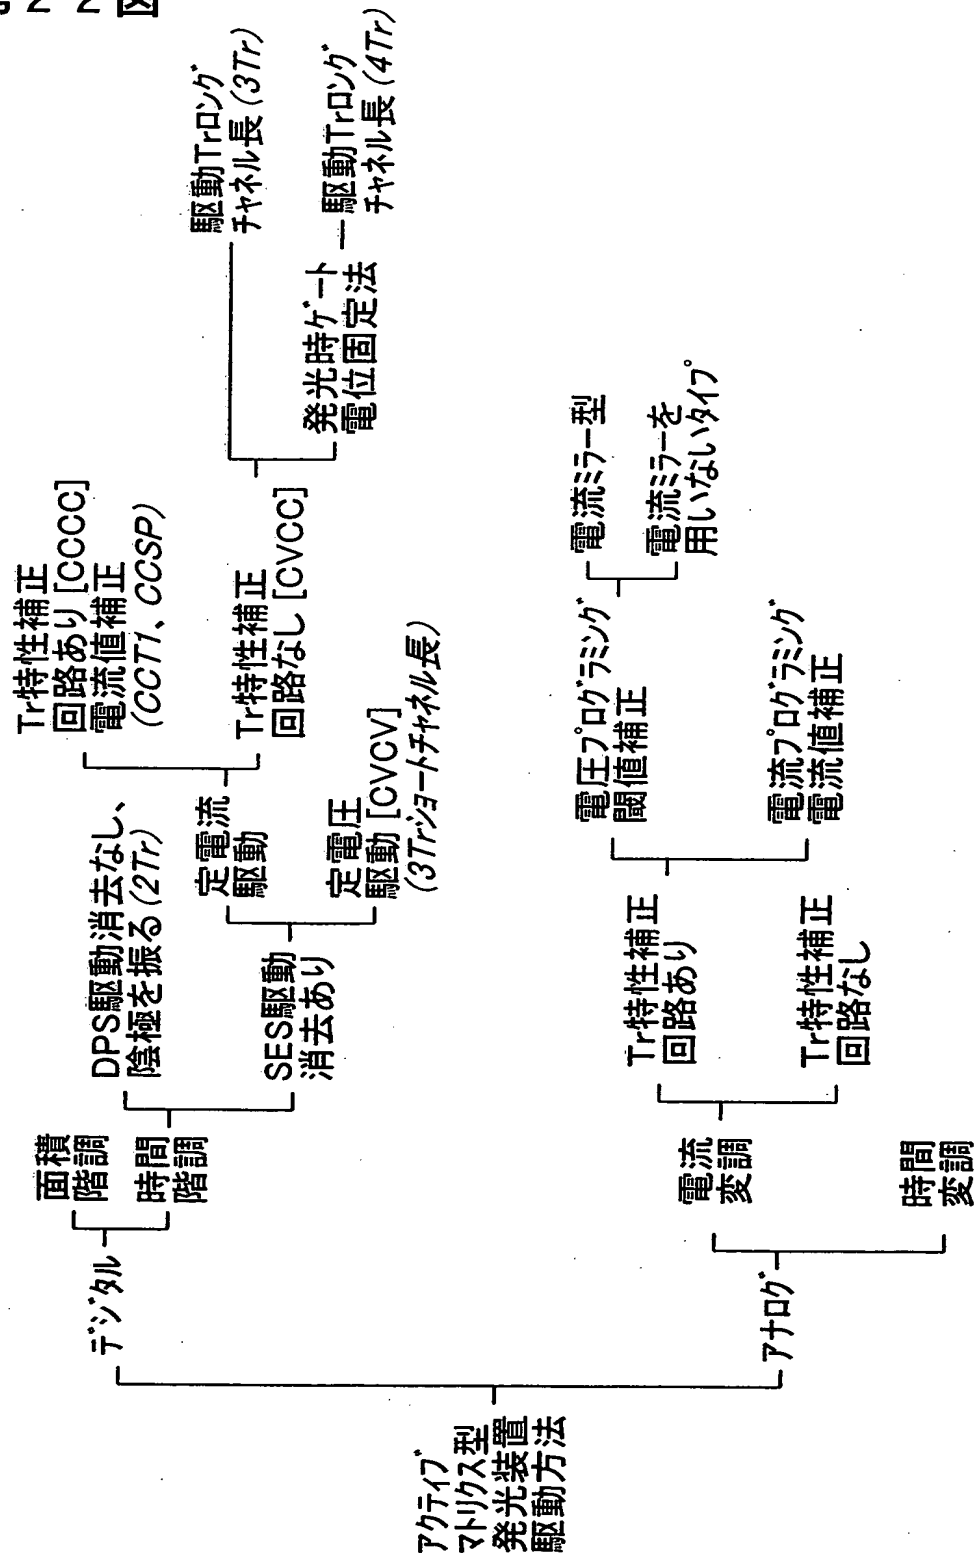 第22図
アクティブ
マトリクス型
発光装置
駆動方法
デジタル
面積
階調
時間
階調
DPS駆動消去なし、
陰極を振る(2Tr)
SES駆動
消去あり
定電流
駆動
Tr特性補正
回路あり[CCCC]
電流値補正
(CCT1、CCSP)
Tr特性補正
回路なし[CVCC]
駆動Trロング
チャネル長(3Tr)
発光時ゲート
電位固定法
駆動Trロング
チャネル長(4Tr)
定電圧
駆動[CVCV]
(3Trショートチャネル長)
アナログ
電流
変調
Tr特性補正
回路あり
電圧プログラミング
閾値補正
電流ミラー型
電流ミラーを
用いないタイプ
電流プログラミング
電流値補正
Tr特性補正
回路なし
時間
変調